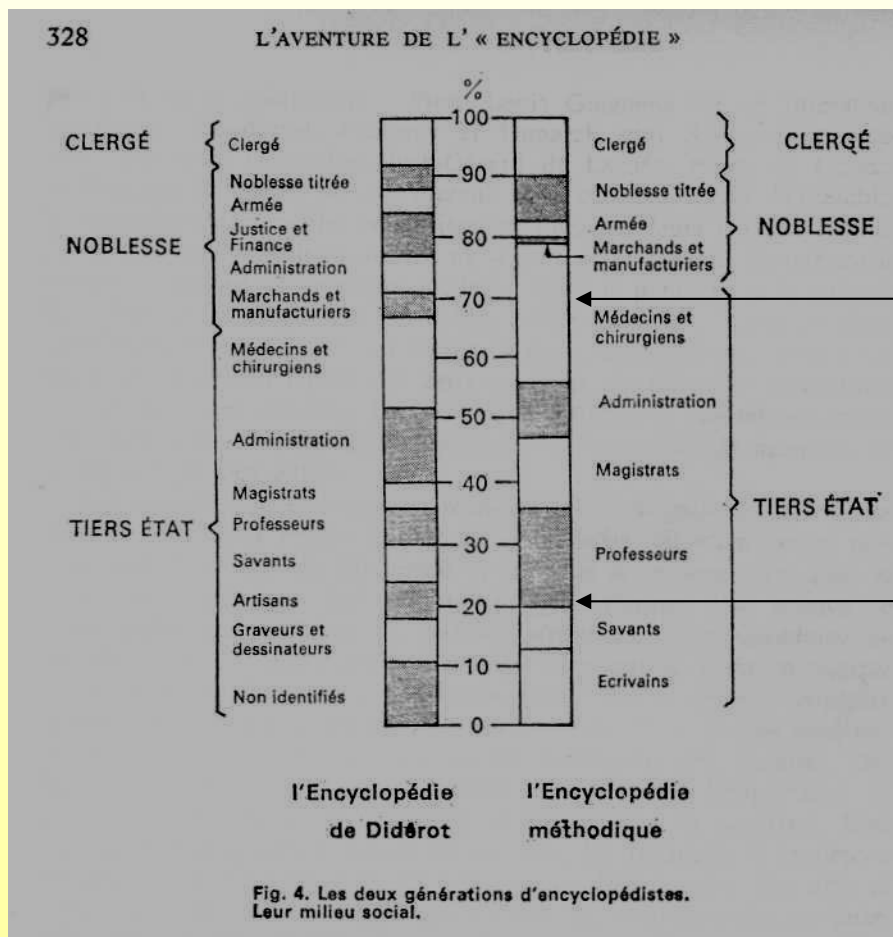 328
L'AVENTURE DE L' « ENCYCLOPÉDIE »
%
100
90
80
70
60
50
40
30
20
10
0
CLERGÉ
NOBLESSE
TIERS ÉTAT
Clergé
Noblesse titrée
Armée
Justice et
Finance
Administration
Marchands et
manufacturiers
Médecins et
chirurgiens
Administration
Magistrats
Professeurs
Savants
Artisans
Graveurs et
dessinateurs
Non identifiés
Clergé
Noblesse titrée
Armée
Marchands et
manufacturiers
Médecins et
chirurgiens
Administration
Magistrats
Professeurs
Savants
Ecrivains
CLERGÉ
NOBLESSE
TIERS ÉTAT
l'Encyclopédie
de Diderot
l'Encyclopédie
méthodique
Fig. 4. Les deux générations d'encyclopédistes.
Leur milieu social.